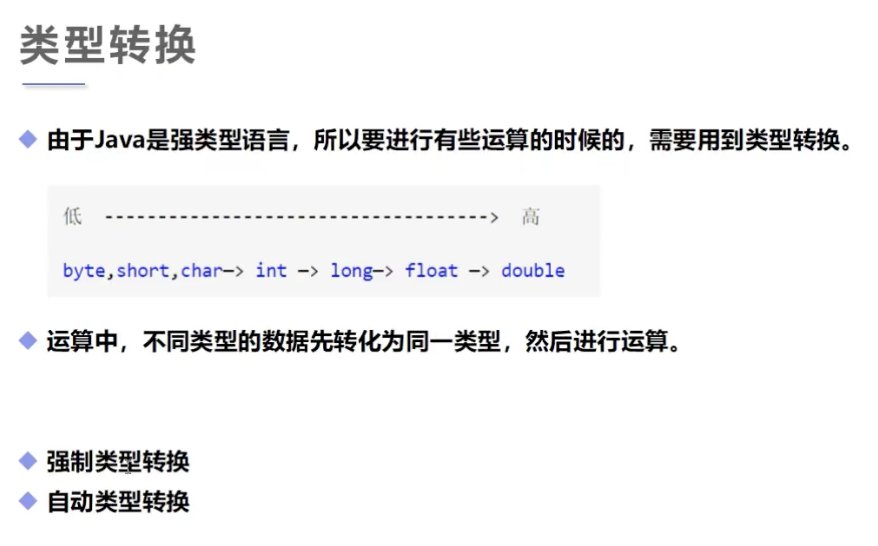 类型转换
由于Java是强类型语言，所以要进行有些运算的时候的，需要用到类型转换。
低 ------------------------------------> 高
byte,short,char—> int —> long—> float —> double
运算中，不同类型的数据先转化为同一类型，然后进行运算。
强制类型转换
自动类型转换